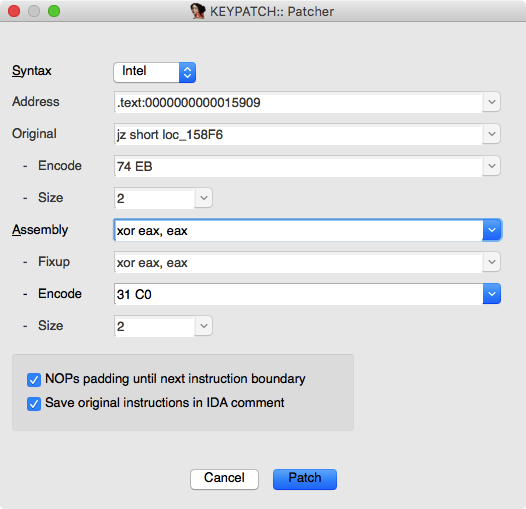 KEYPATCH:: Patcher
Syntax Intel
Address .text:0000000000015909
Original jz short loc_158F6
- Encode 74 EB
- Size 2
Assembly xor eax, eax
- Fixup xor eax, eax
- Encode 31 C0
- Size 2
NOPs padding until next instruction boundary
Save original instructions in IDA comment
Cancel Patch